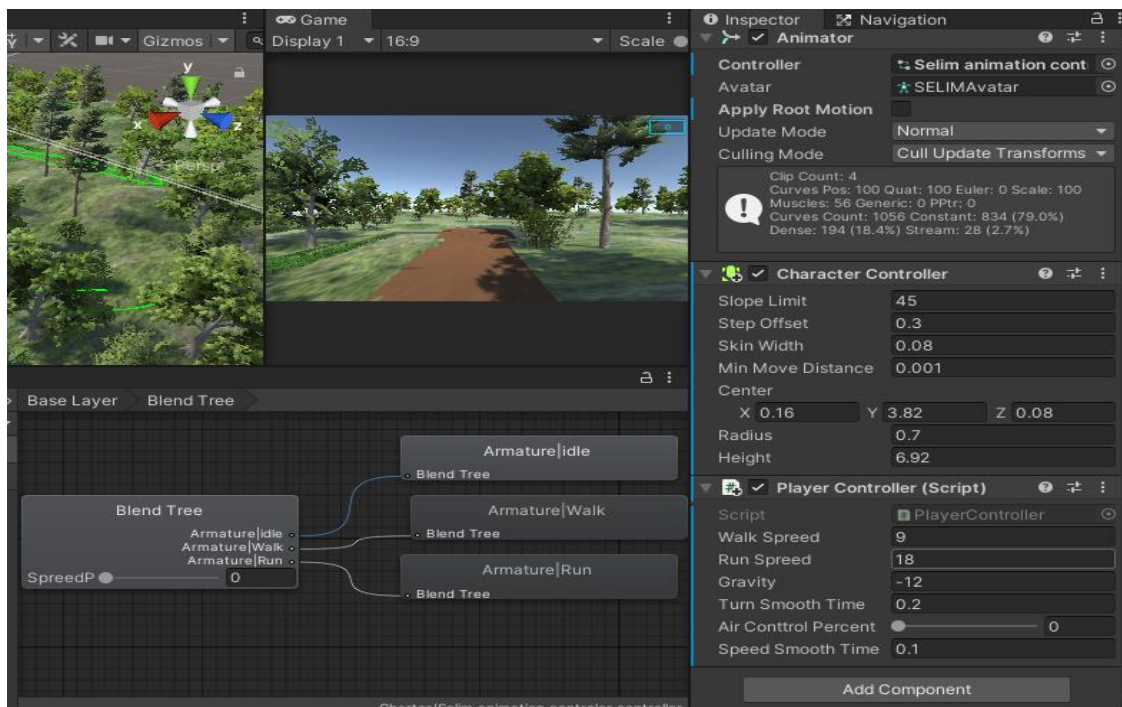 Gizmos
Persp
y
x
z
Game
Display 1
16:9
Scale
Inspector
Navigation
Animator
Controller
Selim animation cont
Avatar
SELIMAvatar
Apply Root Motion
Update Mode
Normal
Culling Mode
Cull Update Transforms
Clip Count: 4
Curves Pos: 100 Quat: 100 Euler: 0 Scale: 100
Muscles: 56 Generic: 0 PPtr: 0
Curves Count: 1056 Constant: 834 (79.0%)
Dense: 194 (18.4%) Stream: 28 (2.7%)
Character Controller
Slope Limit
45
Step Offset
0.3
Skin Width
0.08
Min Move Distance
0.001
Center
X 0.16 Y 3.82 Z 0.08
Radius
0.7
Height
6.92
Player Controller (Script)
Script
PlayerController
Walk Spreed
9
Run Spreed
18
Gravity
-12
Turn Smooth Time
0.2
Air Conttrol Percent
0
Speed Smooth Time
0.1
Add Component
Base Layer
Blend Tree
Blend Tree
Armature|idle
Armature|Walk
Armature|Run
SpreedP
0
Armature|idle
Blend Tree
Armature|Walk
Blend Tree
Armature|Run
Blend Tree